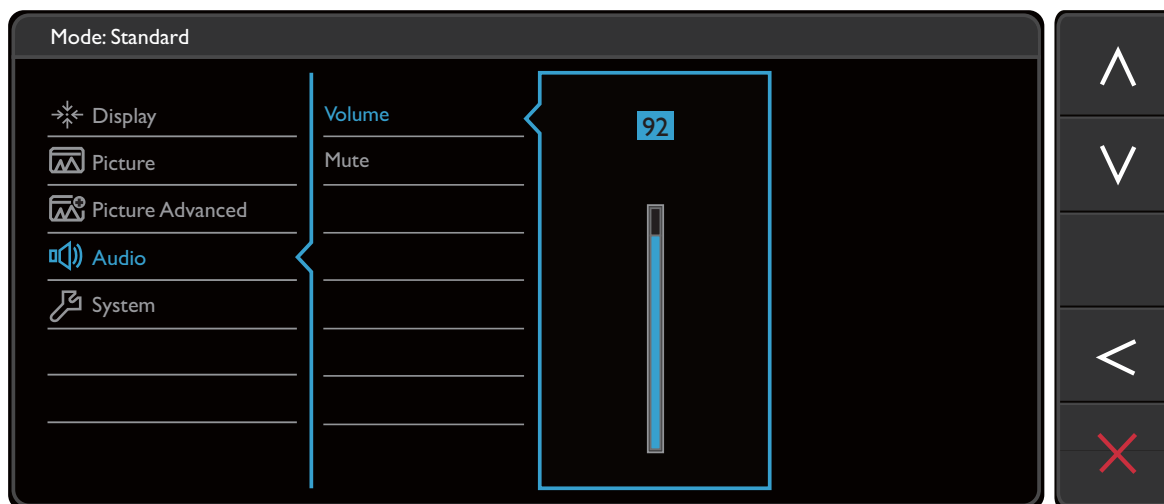 Mode: Standard
Display
Picture
Picture Advanced
Audio
System
Volume
Mute
92